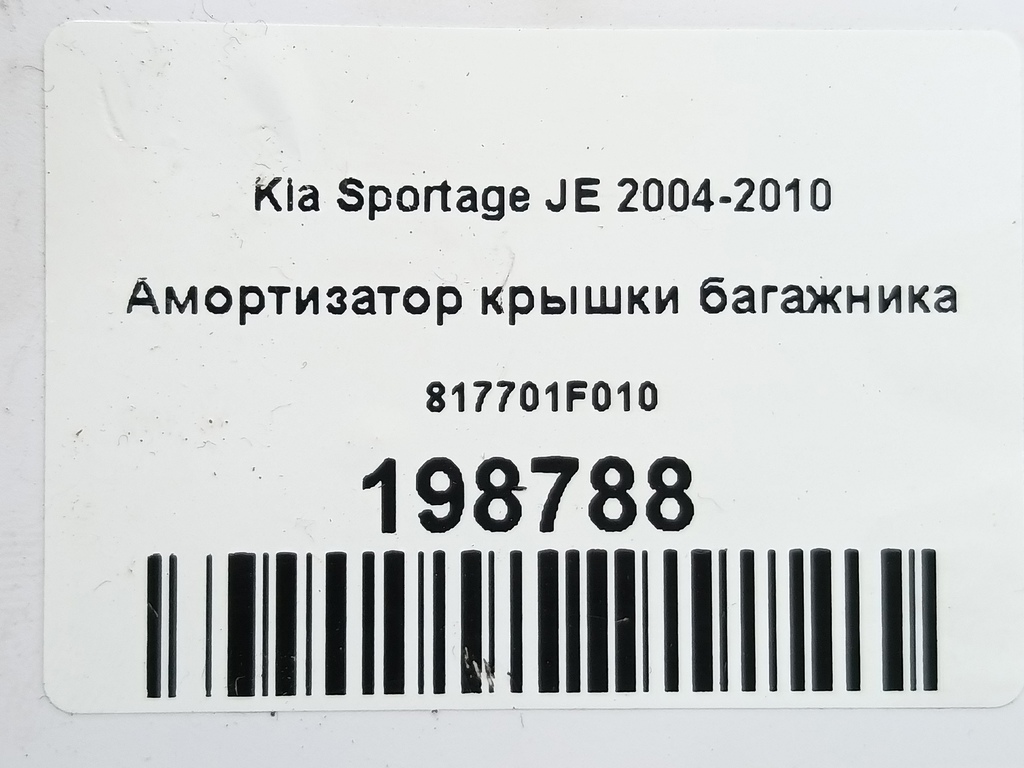 Kia Sportage JE 2004-2010
Амортизатор крышки багажника
817701F010
198788